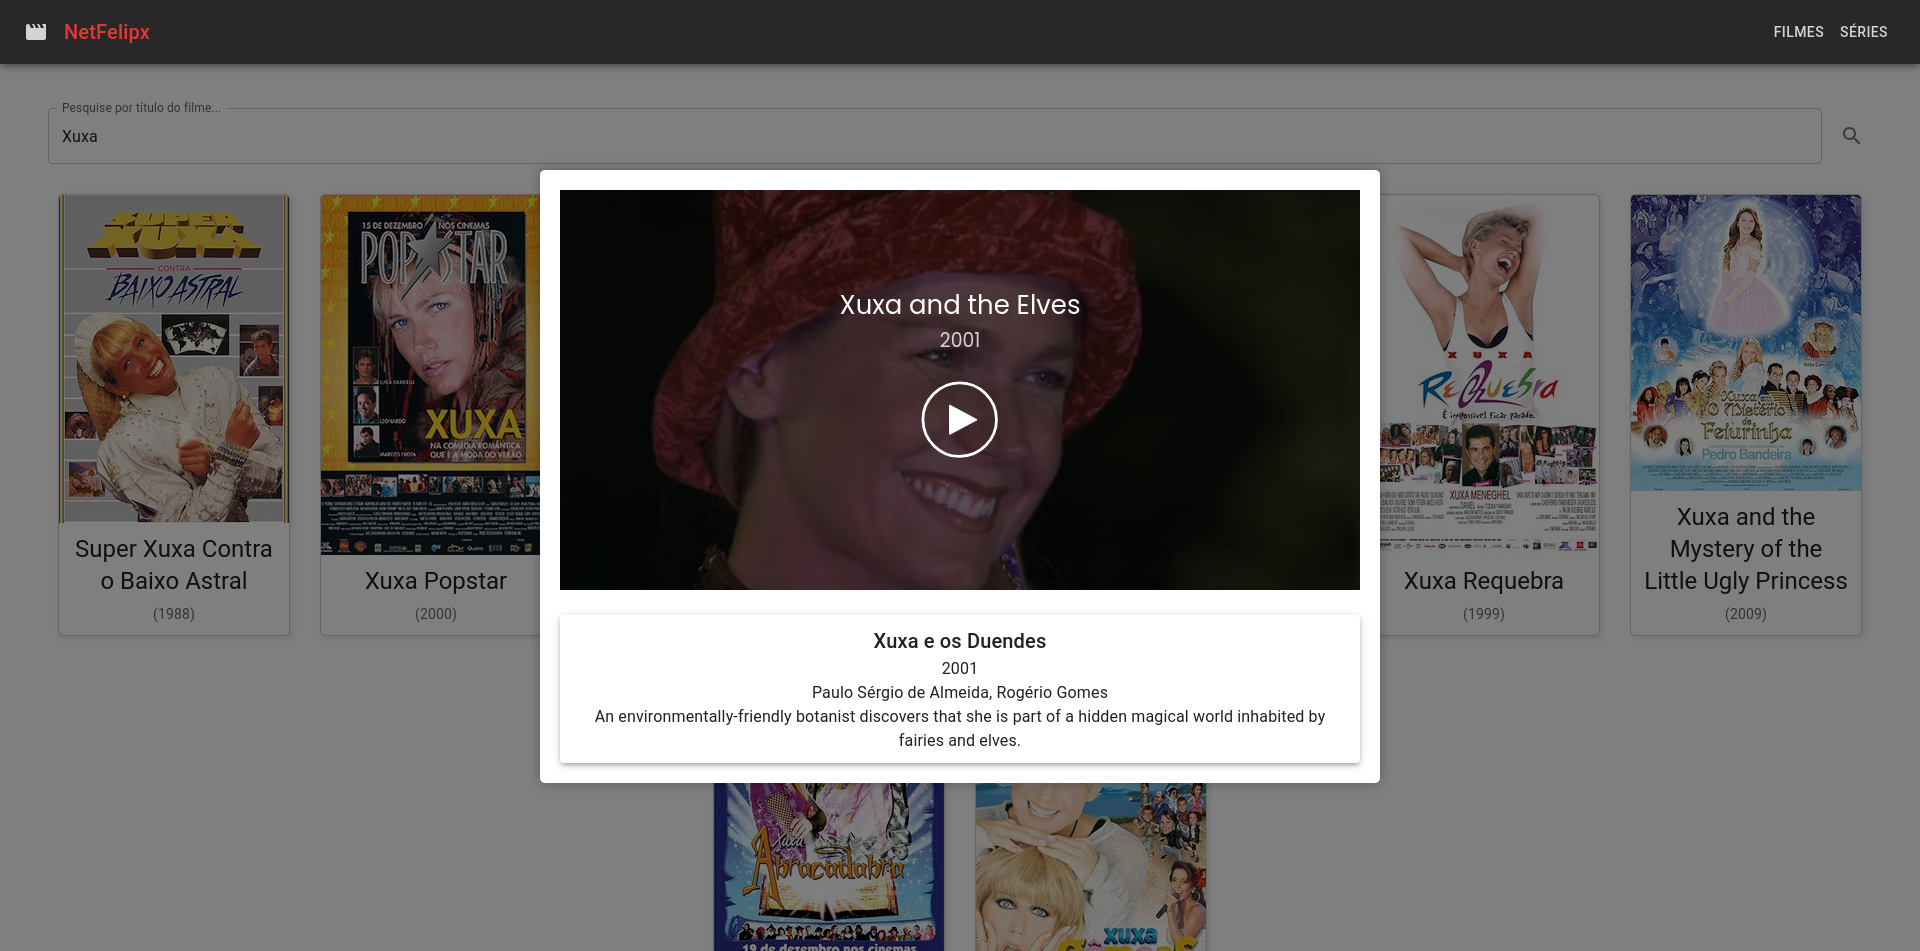 NetFelipx
FILMES
SÉRIES
Pesquise por título do filme...
Xuxa
SUPER
XUXA
CONTRA
BAIXO ASTRAL
Super Xuxa Contra
o Baixo Astral
(1988)
15 DE DEZEMBRO NOS CINEMAS
POPSTAR
LEONARDO
MARCOS FROTA
XUXA
NA COMÉDIA ROMÂNTICA
QUE É A MODA DO VERÃO
Xuxa Popstar
(2000)
Xuxa and the Elves
2001
Xuxa e os Duendes
2001
Paulo Sérgio de Almeida, Rogério Gomes
An environmentally-friendly botanist discovers that she is part of a hidden magical world inhabited by
fairies and elves.
XUXA
REQUEBRA
É impossível ficar parado.
XUXA MENEGHEL
Xuxa Requebra
(1999)
Xuxa em
O Mistério
de
Feiurinha
Pedro Bandeira
Xuxa and the
Mystery of the
Little Ugly Princess
(2009)
Xuxa
Abracadabra
19 de dezembro nos cinemas
xuxa